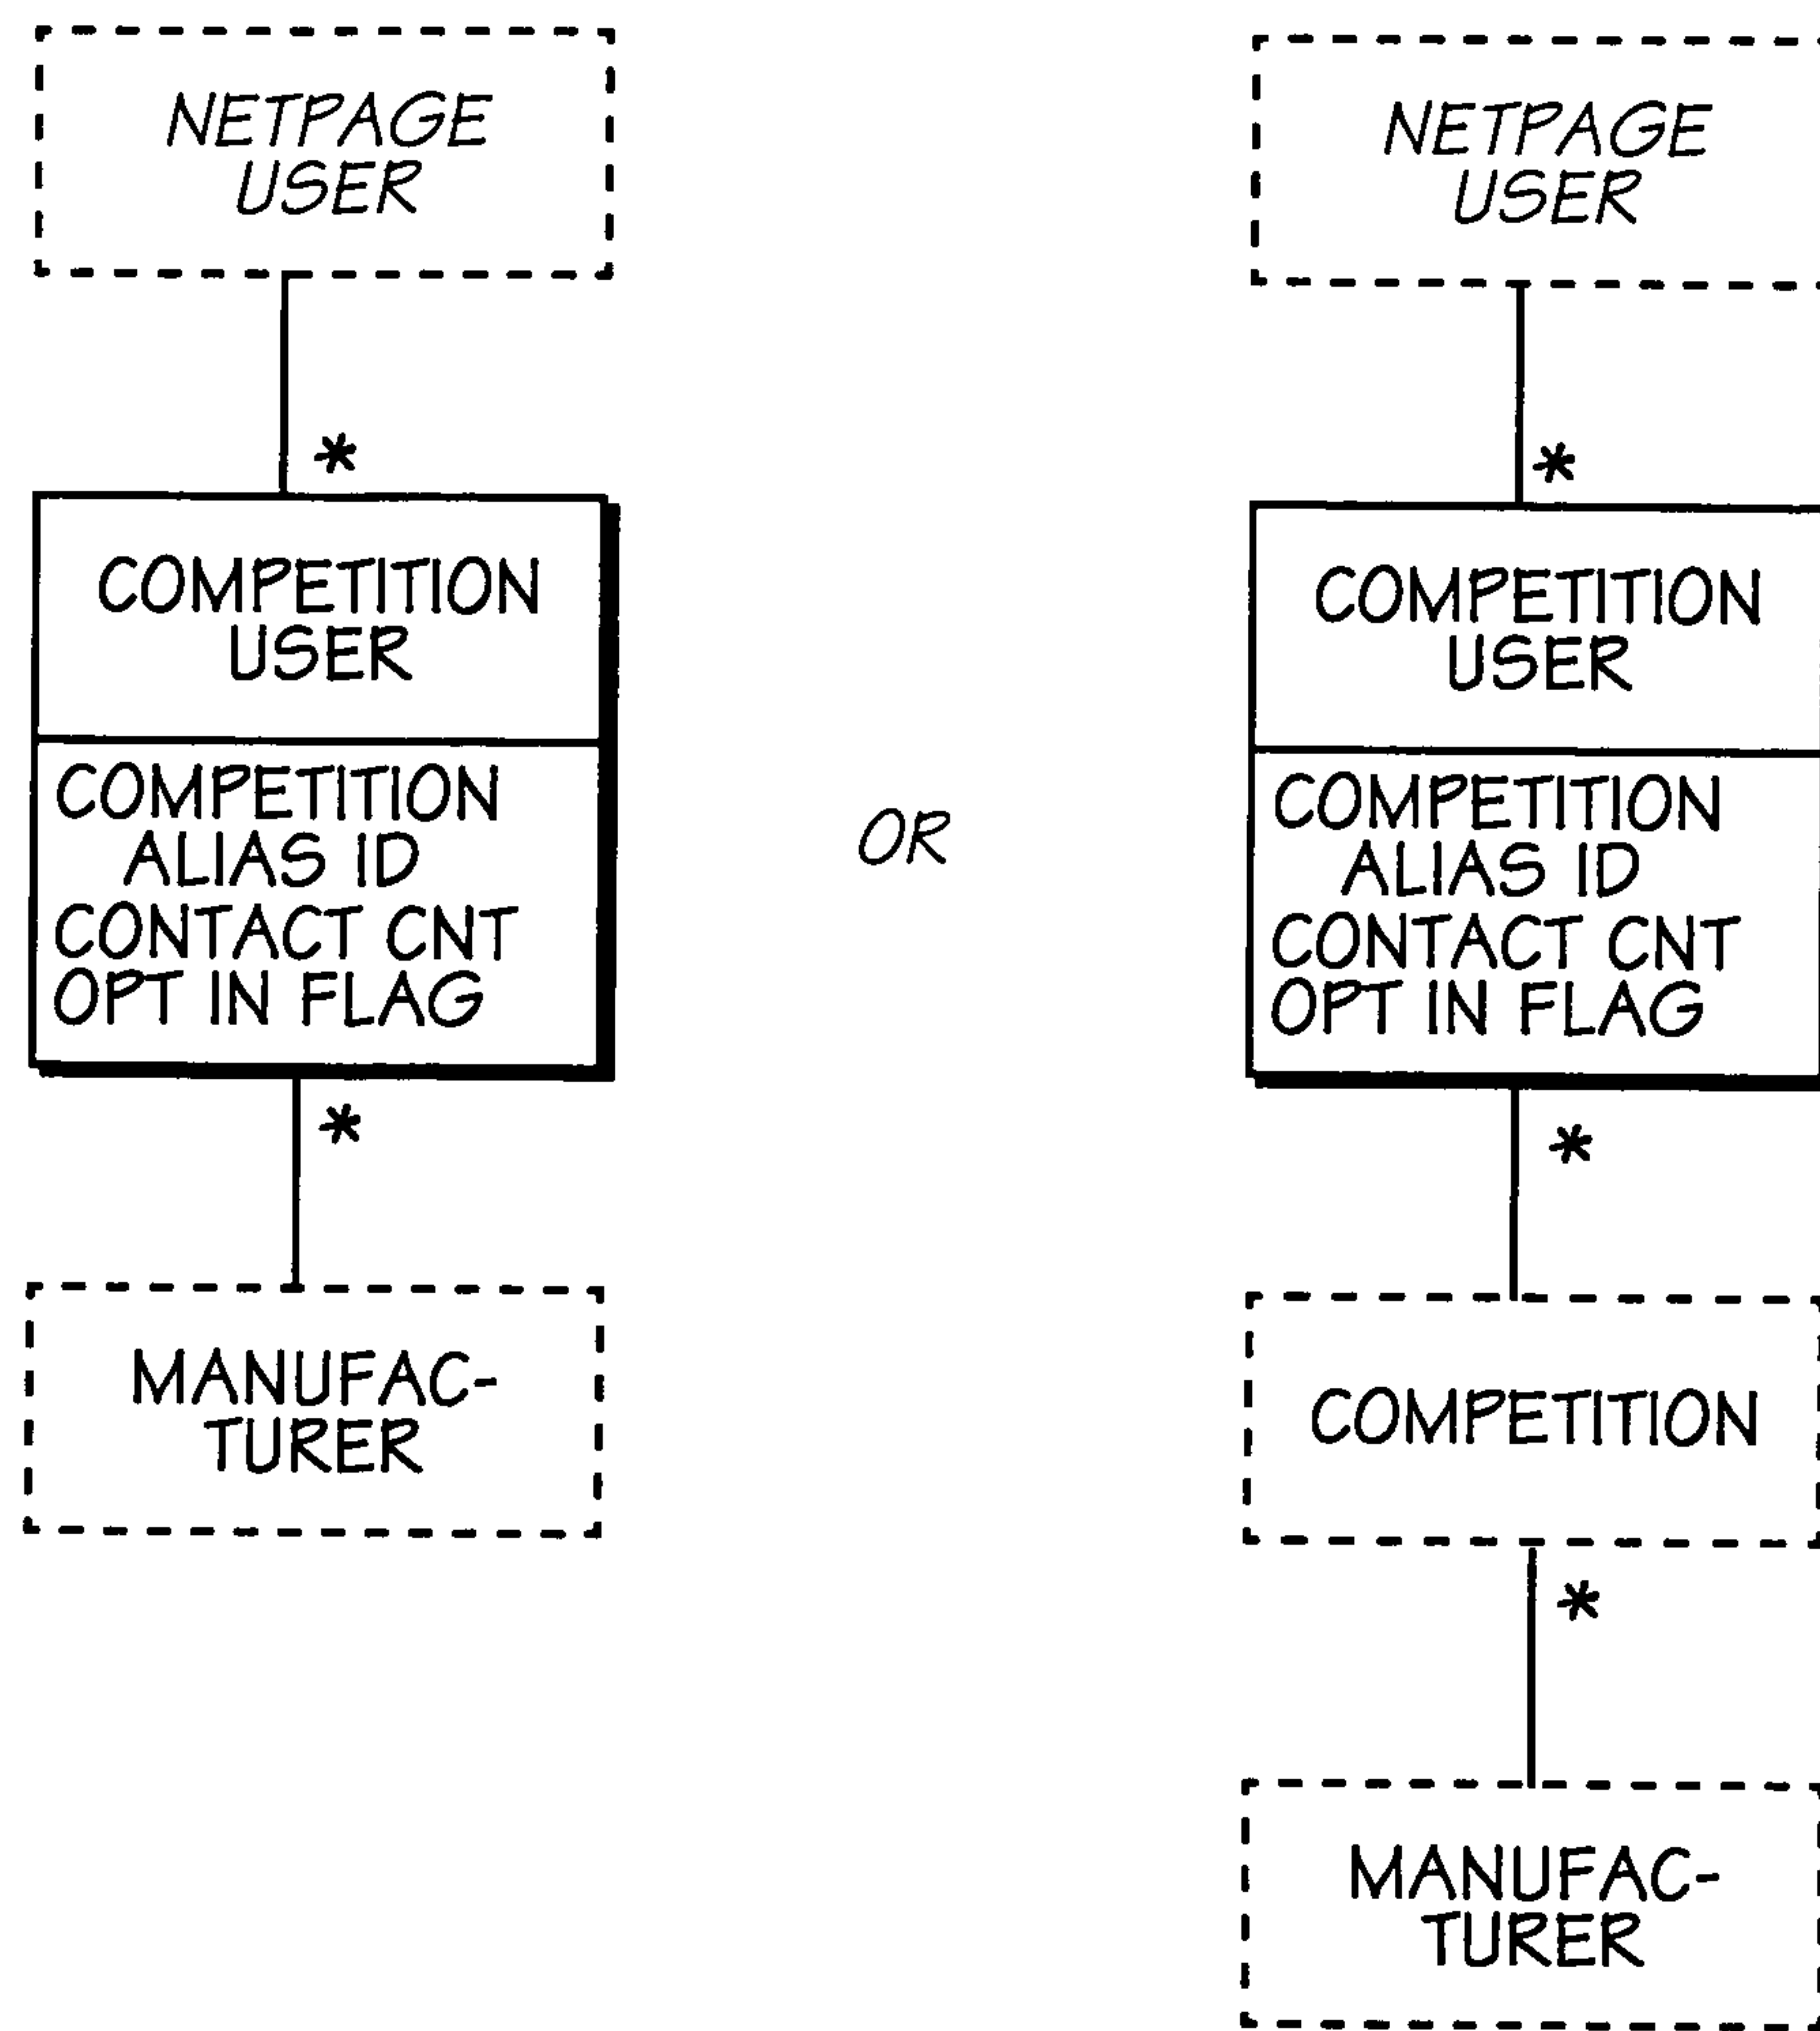 NETPAGE
USER
*
COMPETITION
USER
COMPETITION
ALIAS ID
CONTACT CNT
OPT IN FLAG
*
MANUFAC-
TURER
OR
NETPAGE
USER
*
COMPETITION
USER
COMPETITION
ALIAS ID
CONTACT CNT
OPT IN FLAG
*
COMPETITION
*
MANUFAC-
TURER